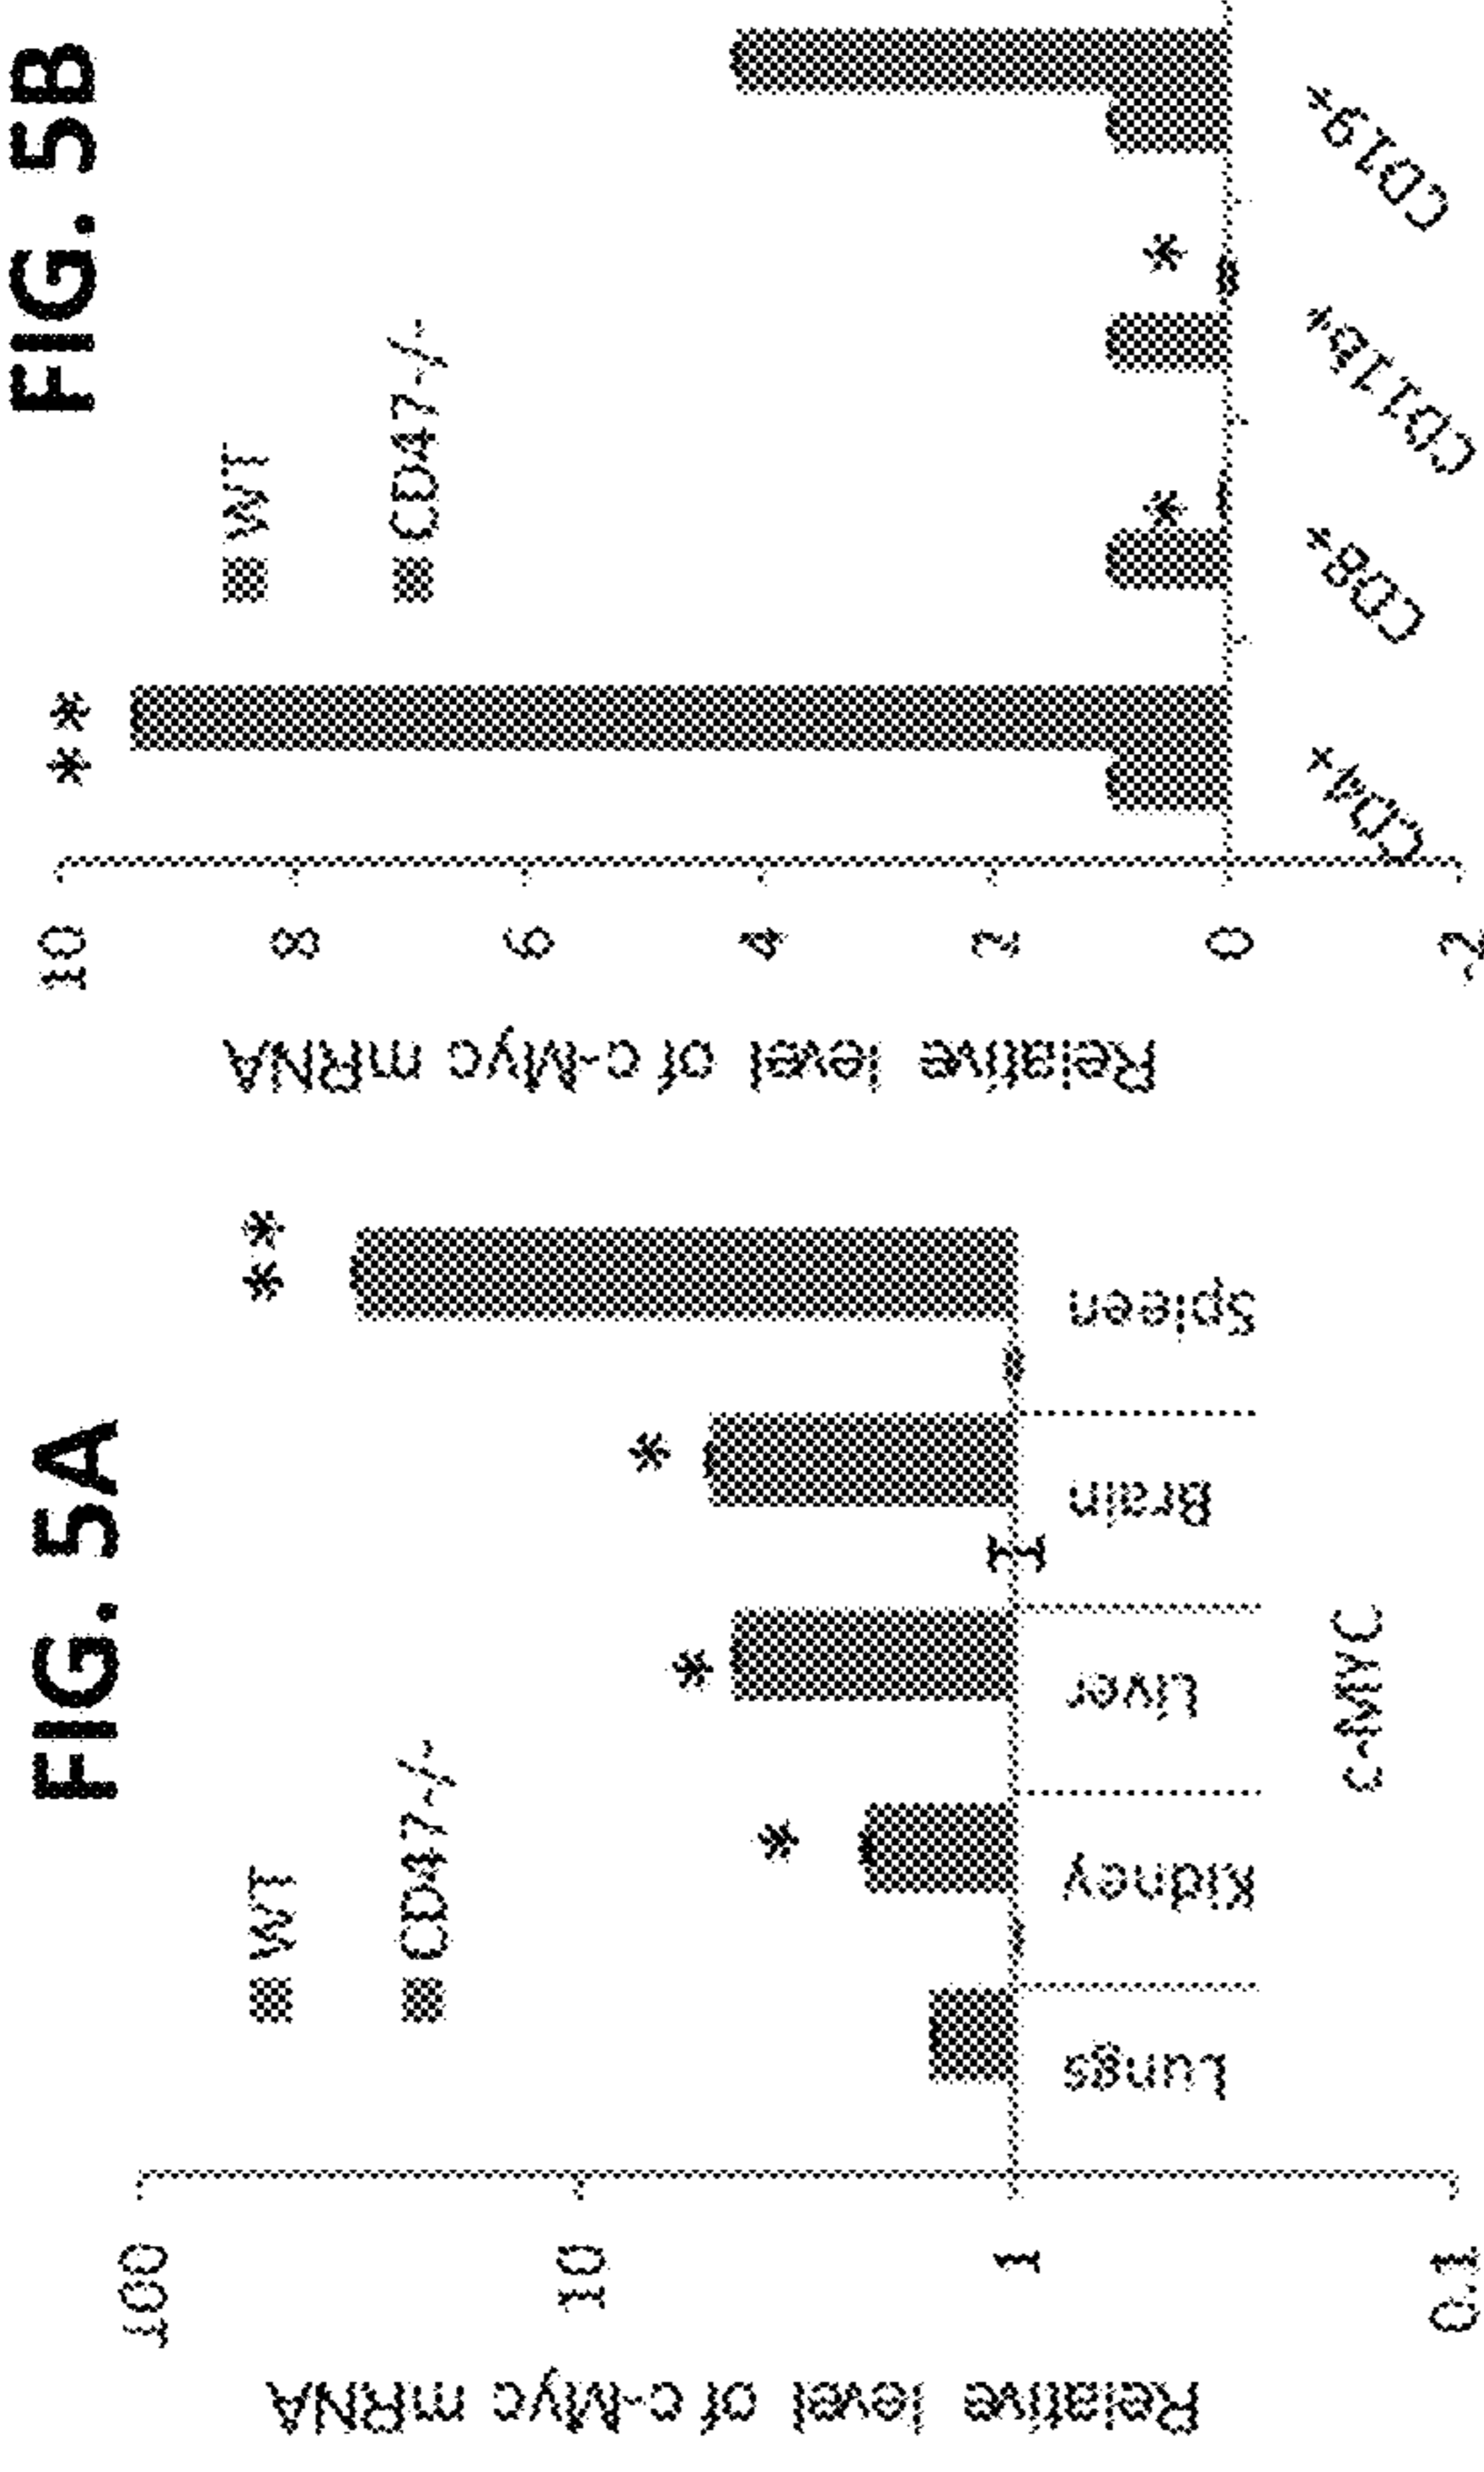 FIG. 5A
Relative level of c-Myc mRNA
100
10
1
0.1
WT
CD47-/-
*
*
*
**
Lungs
Kidney
Liver
Brain
Spleen
c-MYC
FIG. 5B
Relative level of c-Myc mRNA
10
8
6
4
2
0
-2
WT
CD47-/-
**
*
*
CD4+
CD8+
CD11b+
CD19+